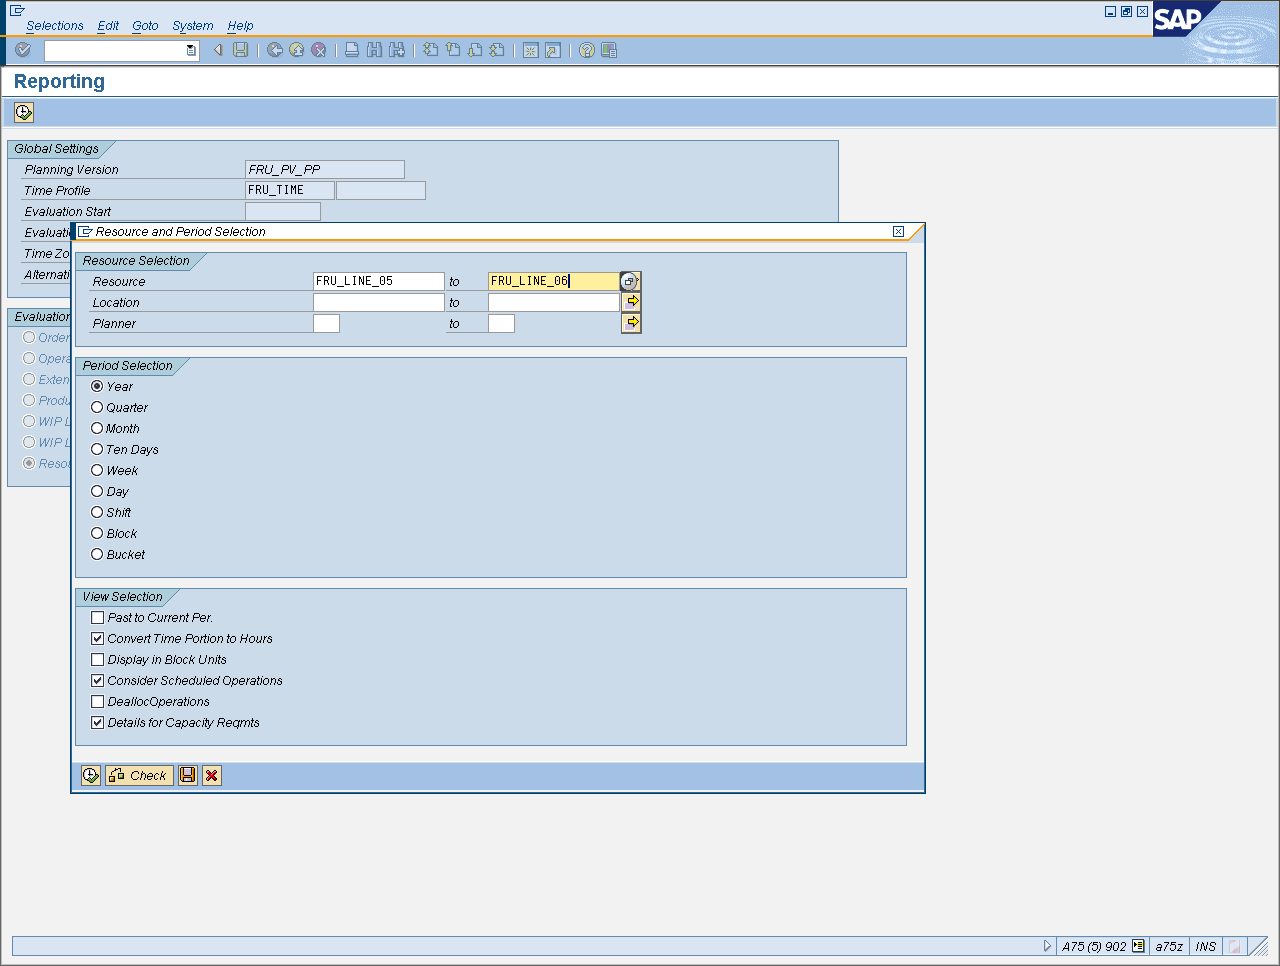 Selections Edit Goto System Help
SAP
Reporting
Global Settings
Planning Version FRU_PV_PP
Time Profile FRU_TIME
Evaluation Start
Evaluati
Time Zo
Alternati
Resource and Period Selection
Resource Selection
Resource FRU_LINE_05 to FRU_LINE_06
Location to
Planner to
Evaluation
Order
Opera
Exten
Produ
WIP L
WIP L
Resou
Period Selection
Year
Quarter
Month
Ten Days
Week
Day
Shift
Block
Bucket
View Selection
Past to Current Per.
Convert Time Portion to Hours
Display in Block Units
Consider Scheduled Operations
DeallocOperations
Details for Capacity Reqmts
Check
A75 (5) 902 a75z INS